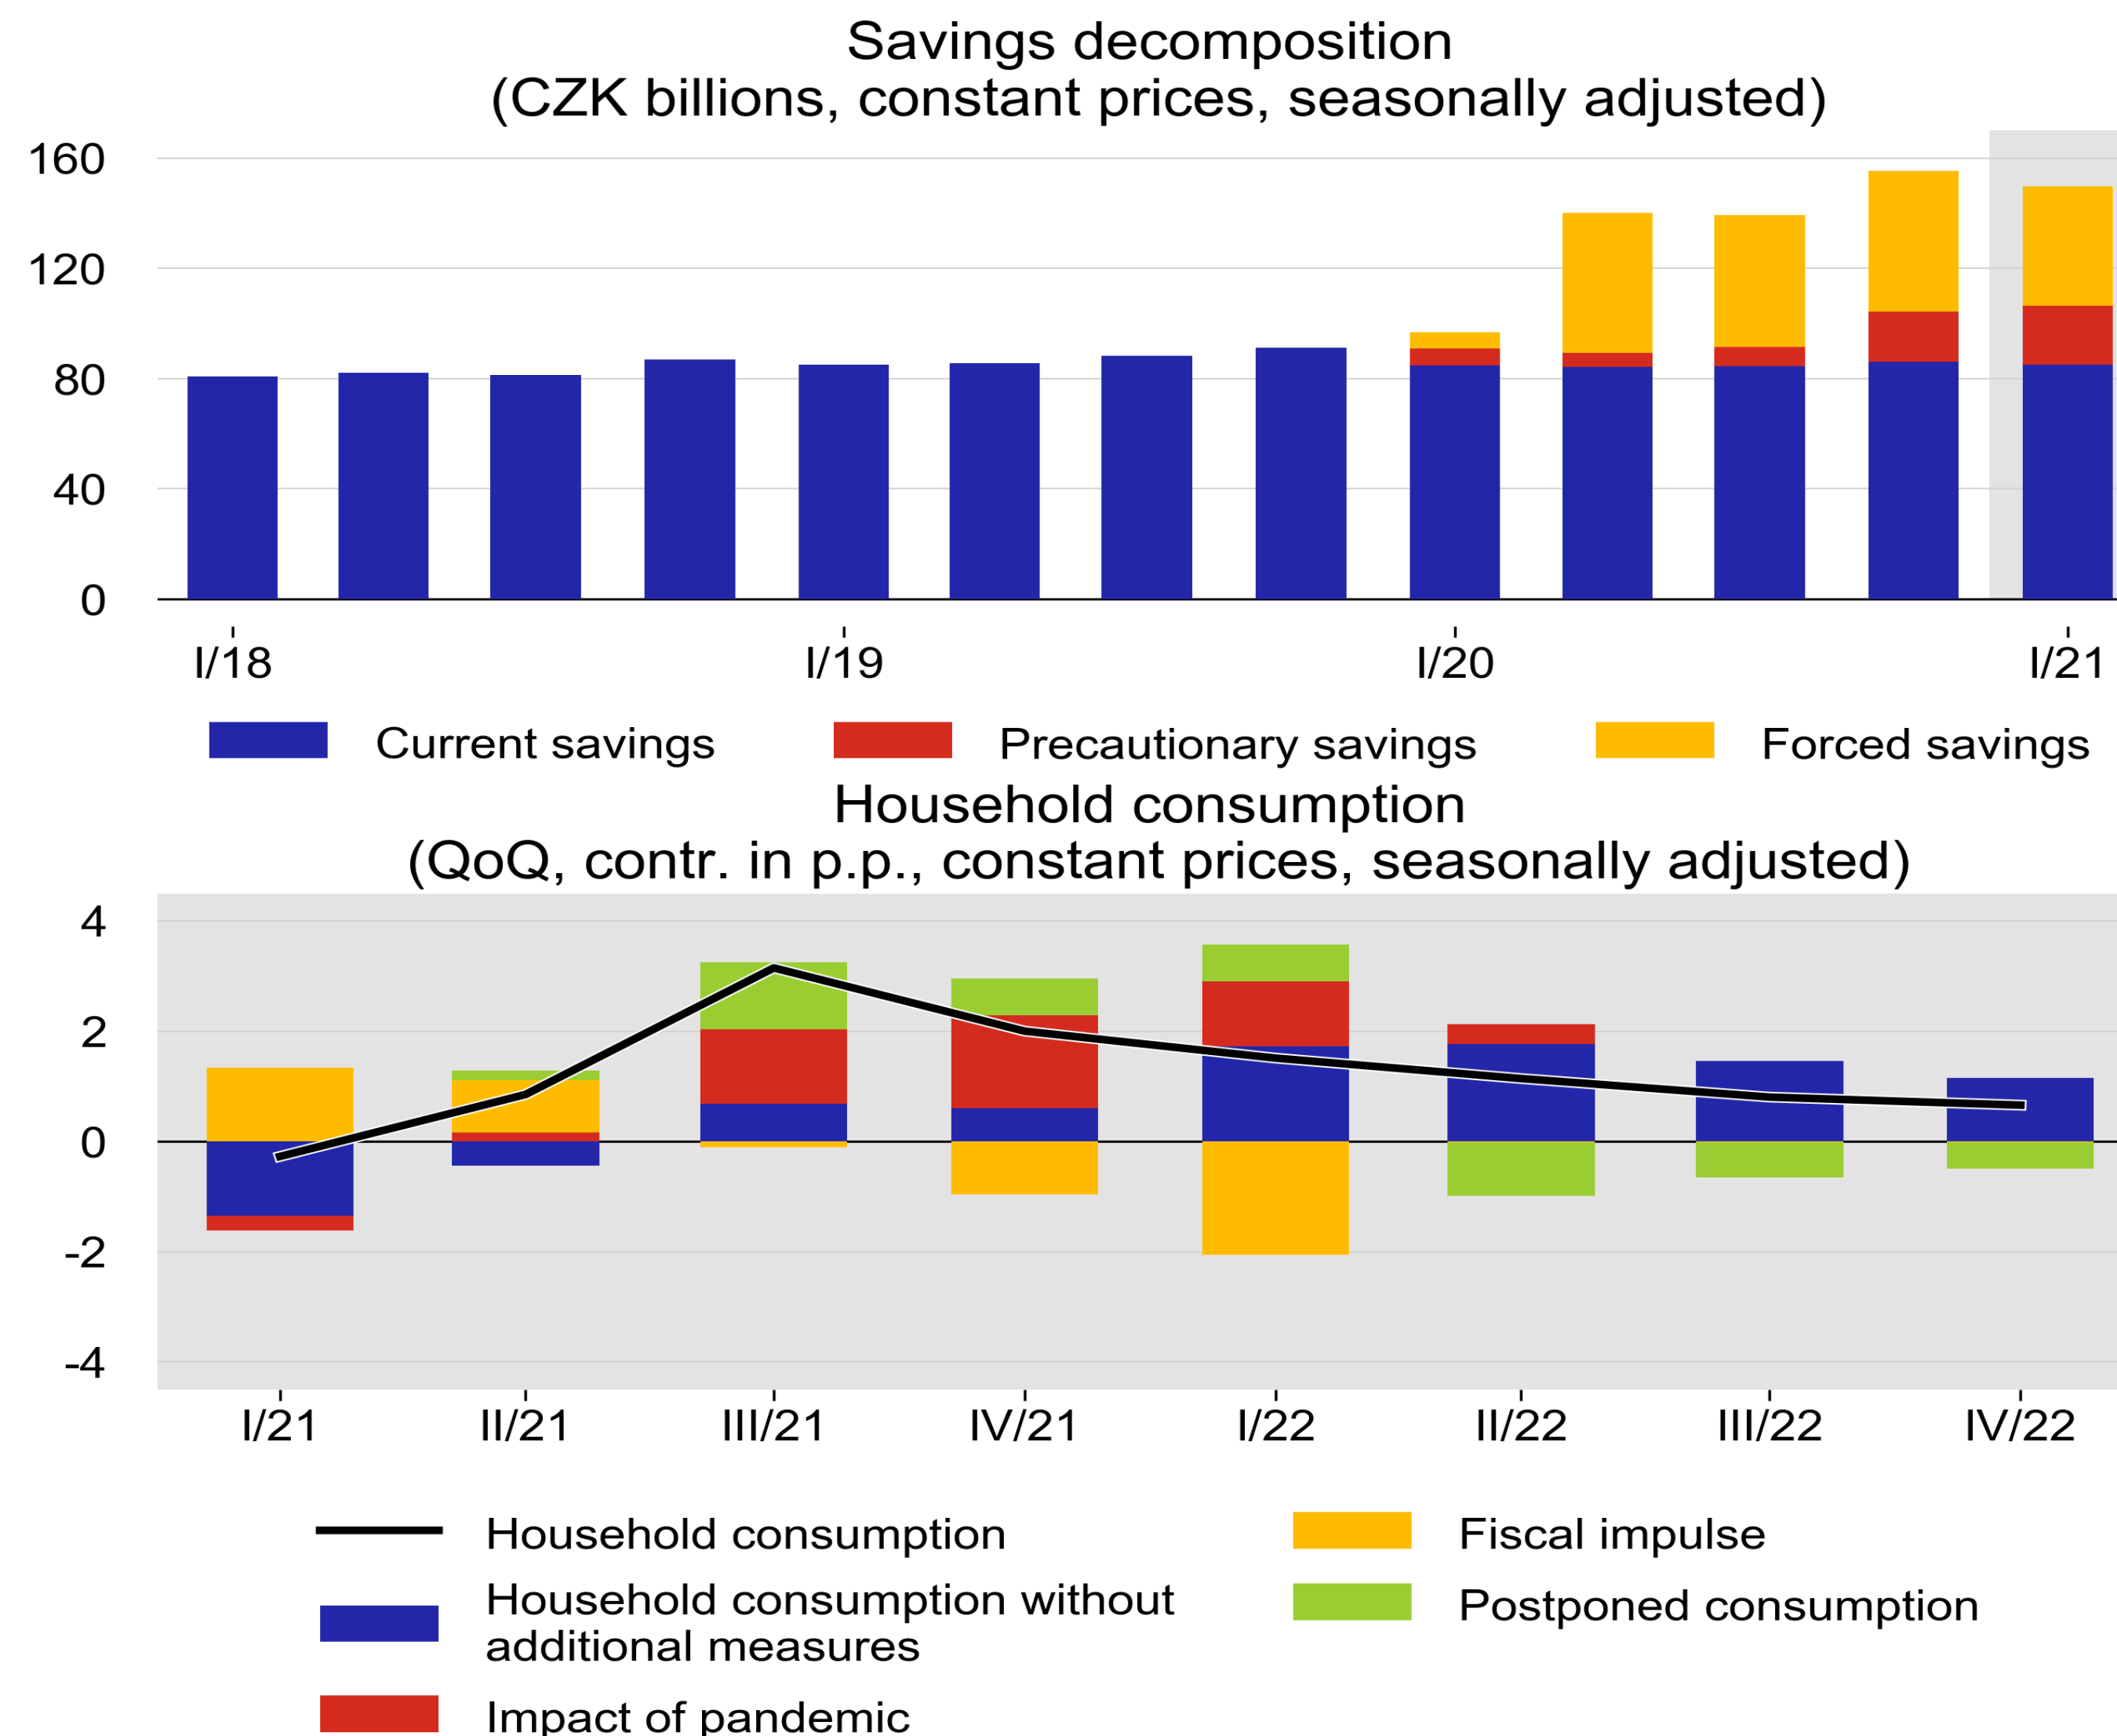 Savings decomposition
(CZK billions, constant prices, seasonally adjusted)
160
120
80
40
0
I/18 I/19 I/20 I/21
Current savings Precautionary savings Forced savings
Household consumption
(QoQ, contr. in p.p., constant prices, seasonally adjusted)
4
2
0
-2
-4
I/21 II/21 III/21 IV/21 I/22 II/22 III/22 IV/22
Household consumption
Fiscal impulse
Household consumption without
additional measures
Postponed consumption
Impact of pandemic